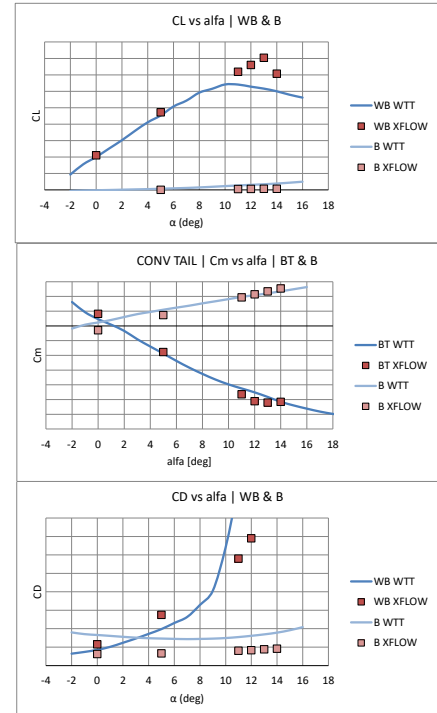 CL vs alfa | WB & B
CL
-4 -2 0 2 4 6 8 10 12 14 16 18
α (deg)
WB WTT
WB XFLOW
B WTT
B XFLOW
CONV TAIL | Cm vs alfa | BT & B
Cm
-4 -2 0 2 4 6 8 10 12 14 16 18
alfa [deg]
BT WTT
BT XFLOW
B WTT
B XFLOW
CD vs alfa | WB & B
CD
-4 -2 0 2 4 6 8 10 12 14 16 18
α (deg)
WB WTT
WB XFLOW
B WTT
B XFLOW